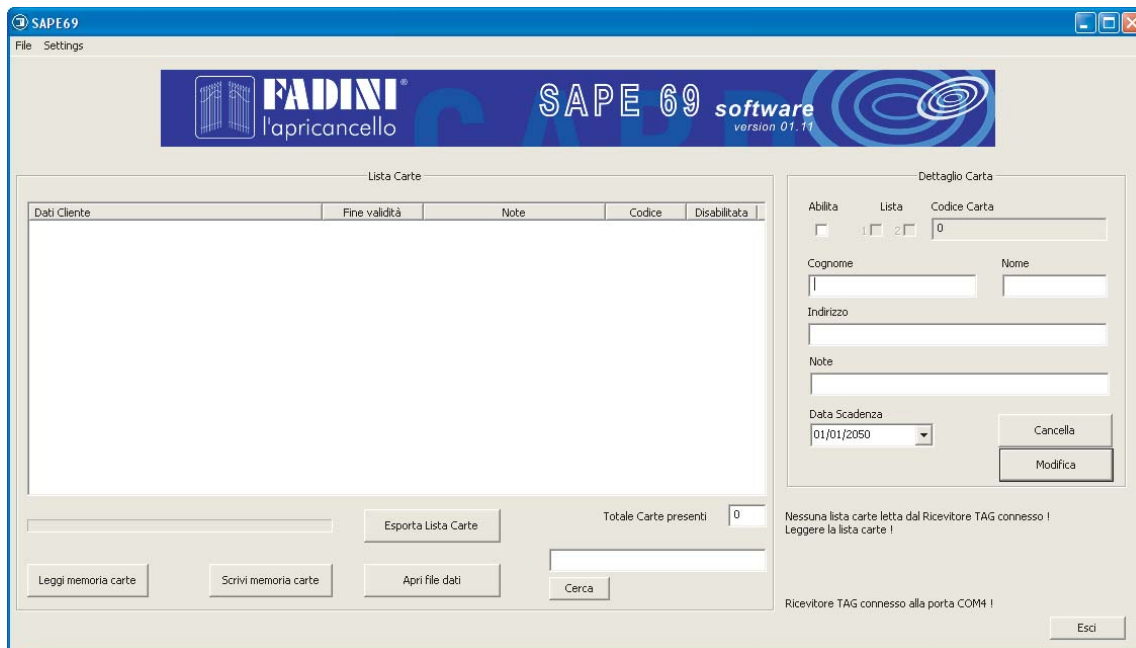 SAPE69
File Settings
FADINI®
l'apricancello
CARD
SAPE 69 software
version 01.11
Lista Carte
Dati Cliente Fine validità Note Codice Disabilitata
Esporta Lista Carte
Totale Carte presenti 0
Leggi memoria carte Scrivi memoria carte Apri file dati
Cerca
Dettaglio Carta
Abilita Lista Codice Carta
1 2 0
Cognome Nome
Indirizzo
Note
Data Scadenza
01/01/2050
Cancella
Modifica
Nessuna lista carte letta dal Ricevitore TAG connesso !
Leggere la lista carte !
Ricevitore TAG connesso alla porta COM4 !
Esci